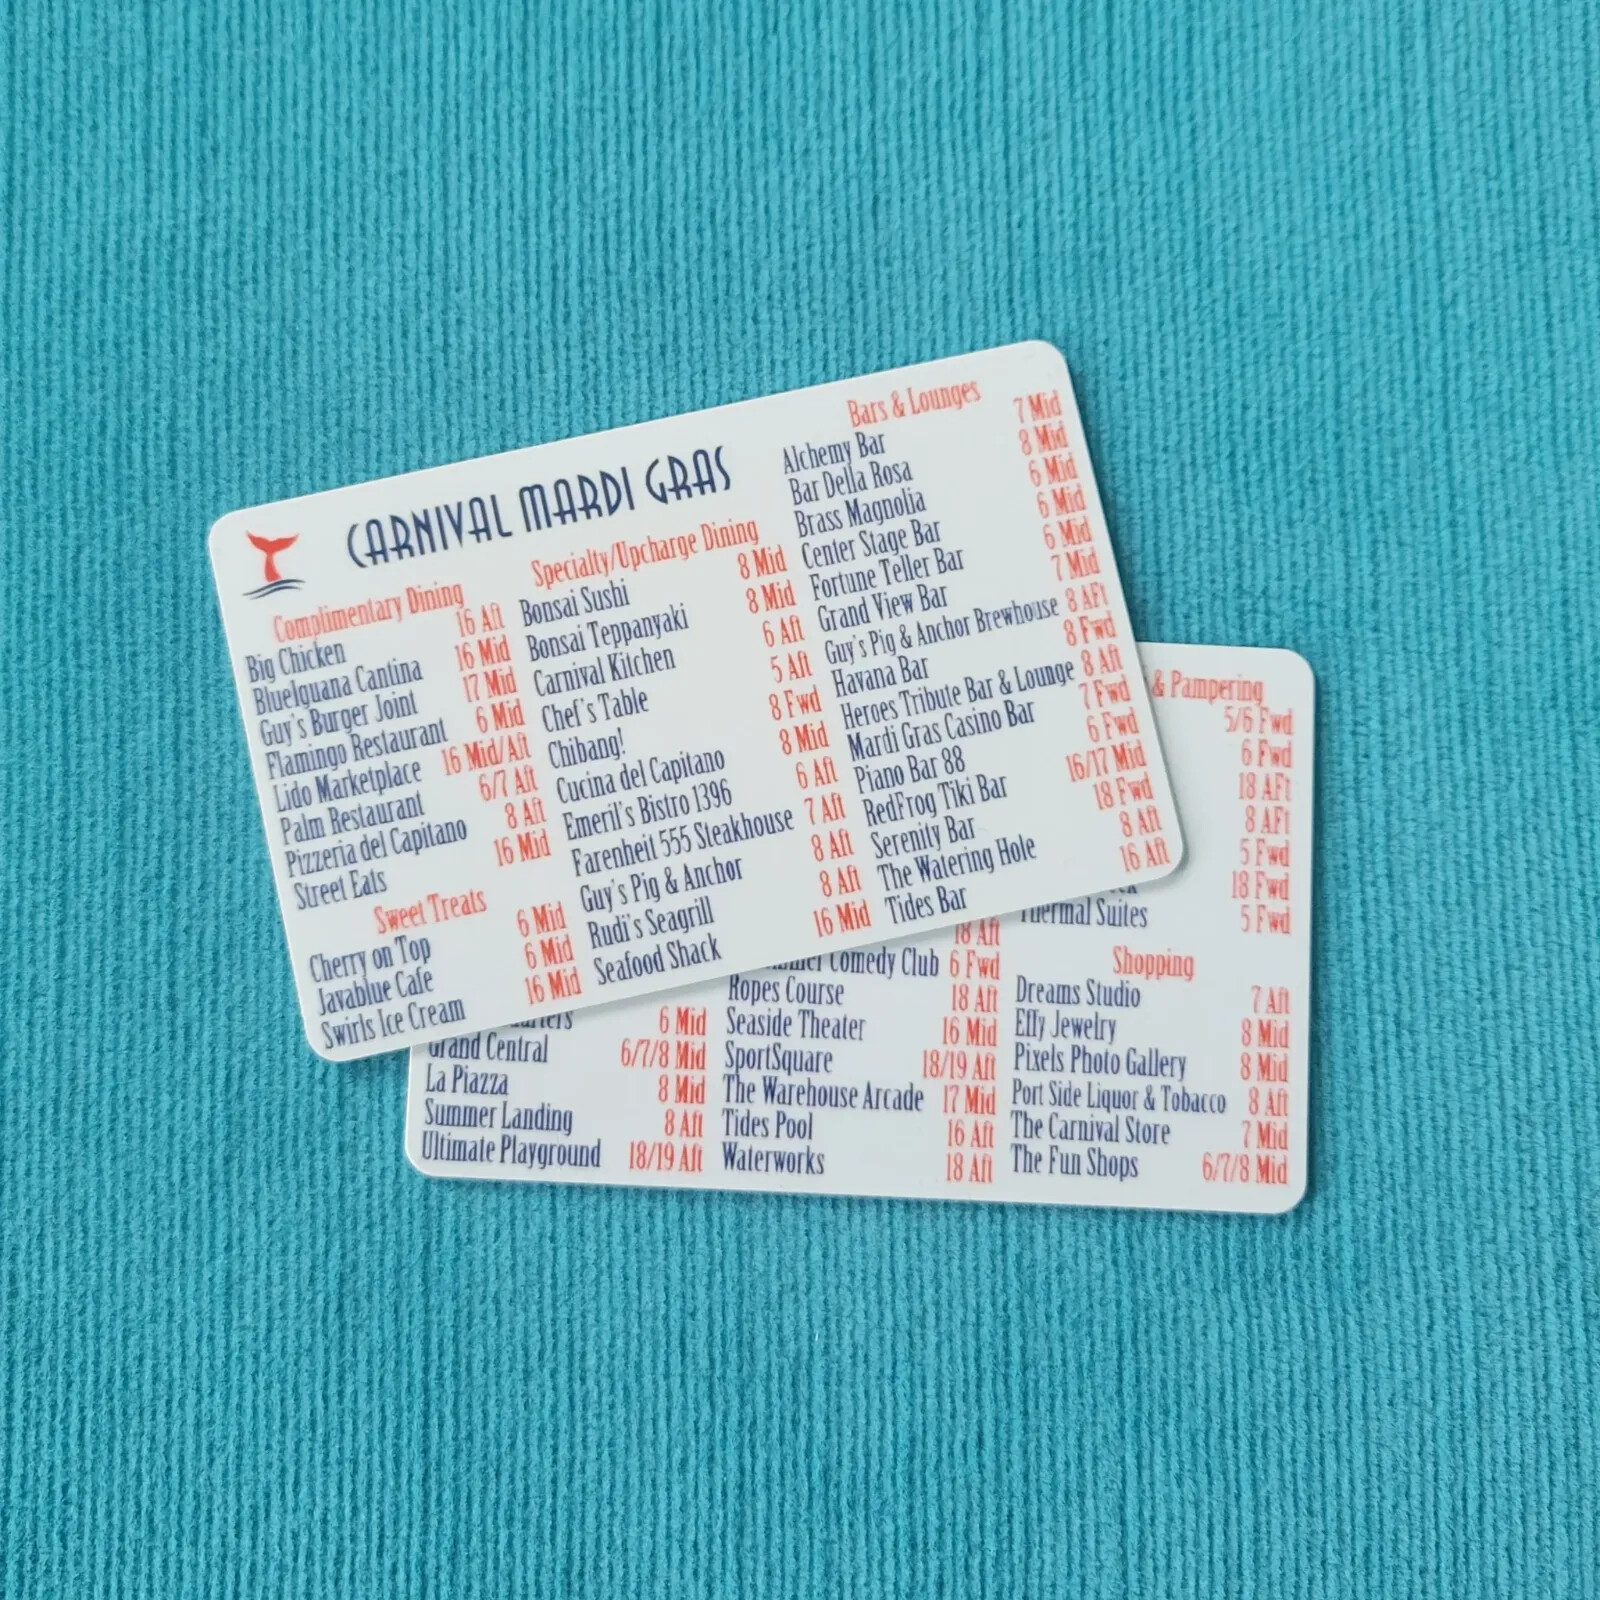 CARNIVAL MARDI GRAS
Complimentary Dining
Big Chicken 16 Aft
BlueIguana Cantina 16 Mid
Guy's Burger Joint 17 Mid
Flamingo Restaurant 6 Mid
Lido Marketplace 16 Mid/Aft
Palm Restaurant 6/7 Aft
Pizzeria del Capitano 8 Aft
Street Eats 16 Mid
Sweet Treats
Cherry on Top 6 Mid
Javablue Cafe 6 Mid
Swirls Ice Cream 16 Mid
Specialty/Upcharge Dining
Bonsai Sushi 8 Mid
Bonsai Teppanyaki 8 Mid
Carnival Kitchen 6 Aft
Chef's Table 5 Aft
Chibang! 8 Fwd
Cucina del Capitano 8 Mid
Emeril's Bistro 1396 6 Aft
Farenheit 555 Steakhouse 7 Aft
Guy's Pig & Anchor 8 Aft
Rudi's Seagrill 8 Aft
Seafood Shack 16 Mid
Bars & Lounges
Alchemy Bar 7 Mid
Bar Della Rosa 8 Mid
Brass Magnolia 6 Mid
Center Stage Bar 6 Mid
Fortune Teller Bar 6 Mid
Grand View Bar 7 Mid
Guy's Pig & Anchor Brewhouse 8 AFt
Havana Bar 8 Fwd
Heroes Tribute Bar & Lounge 8 Aft
Mardi Gras Casino Bar 7 Fwd
Piano Bar 88 6 Fwd
RedFrog Tiki Bar 16/17 Mid
Serenity Bar 18 Fwd
The Watering Hole 8 Aft
Tides Bar 16 Aft
6 Mid
Grand Central 6/7/8 Mid
La Piazza 8 Mid
Summer Landing 8 Aft
Ultimate Playground 18/19 Aft
18 Aft
Comedy Club 6 Fwd
Ropes Course 18 Aft
Seaside Theater 16 Mid
SportSquare 18/19 Aft
The Warehouse Arcade 17 Mid
Tides Pool 16 Aft
Waterworks 18 Aft
& Pampering
5/6 Fwd
6 Fwd
18 AFt
8 AFt
5 Fwd
18 Fwd
Thermal Suites 5 Fwd
Shopping
Dreams Studio 7 Aft
Effy Jewelry 8 Mid
Pixels Photo Gallery 8 Mid
Port Side Liquor & Tobacco 8 Aft
The Carnival Store 7 Mid
The Fun Shops 6/7/8 Mid